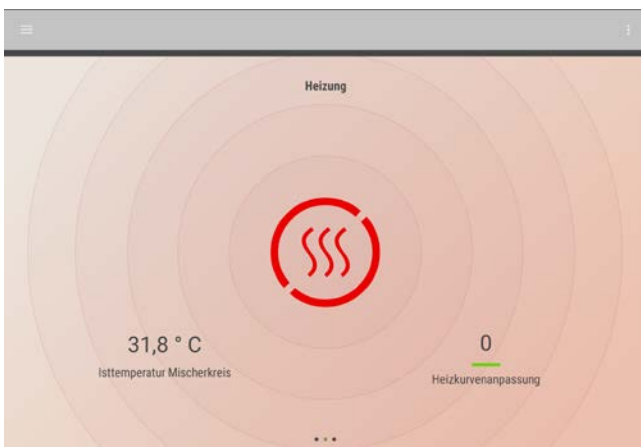 Heizung
31,8 ° C
Isttemperatur Mischerkreis
0
Heizkurvenanpassung